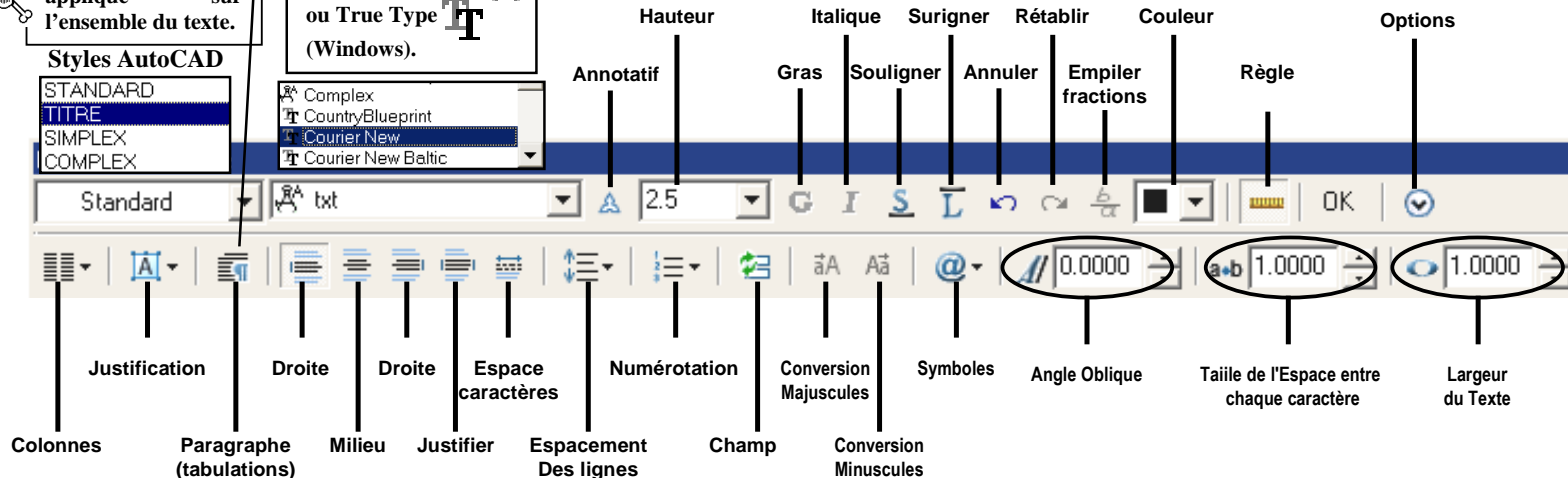 applique sur
l'ensemble du texte.
Styles AutoCAD
STANDARD
TITRE
SIMPLEX
COMPLEX
ou True Type
(Windows).
Complex
CountryBlueprint
Courier New
Courier New Baltic
Hauteur
Italique
Surigner
Rétablir
Couleur
Options
Annotatif
Gras
Souligner
Annuler
Empiler
fractions
Règle
Standard
txt
2.5
G
I
S
L
b
a
OK
A
aA
Aa
@
0.0000
a b
1.0000
1.0000
Justification
Droite
Droite
Espace
caractères
Numérotation
Conversion
Majuscules
Symboles
Angle Oblique
Taiile de l'Espace entre
chaque caractère
Largeur
du Texte
Colonnes
Paragraphe
(tabulations)
Milieu
Justifier
Espacement
Des lignes
Champ
Conversion
Minuscules